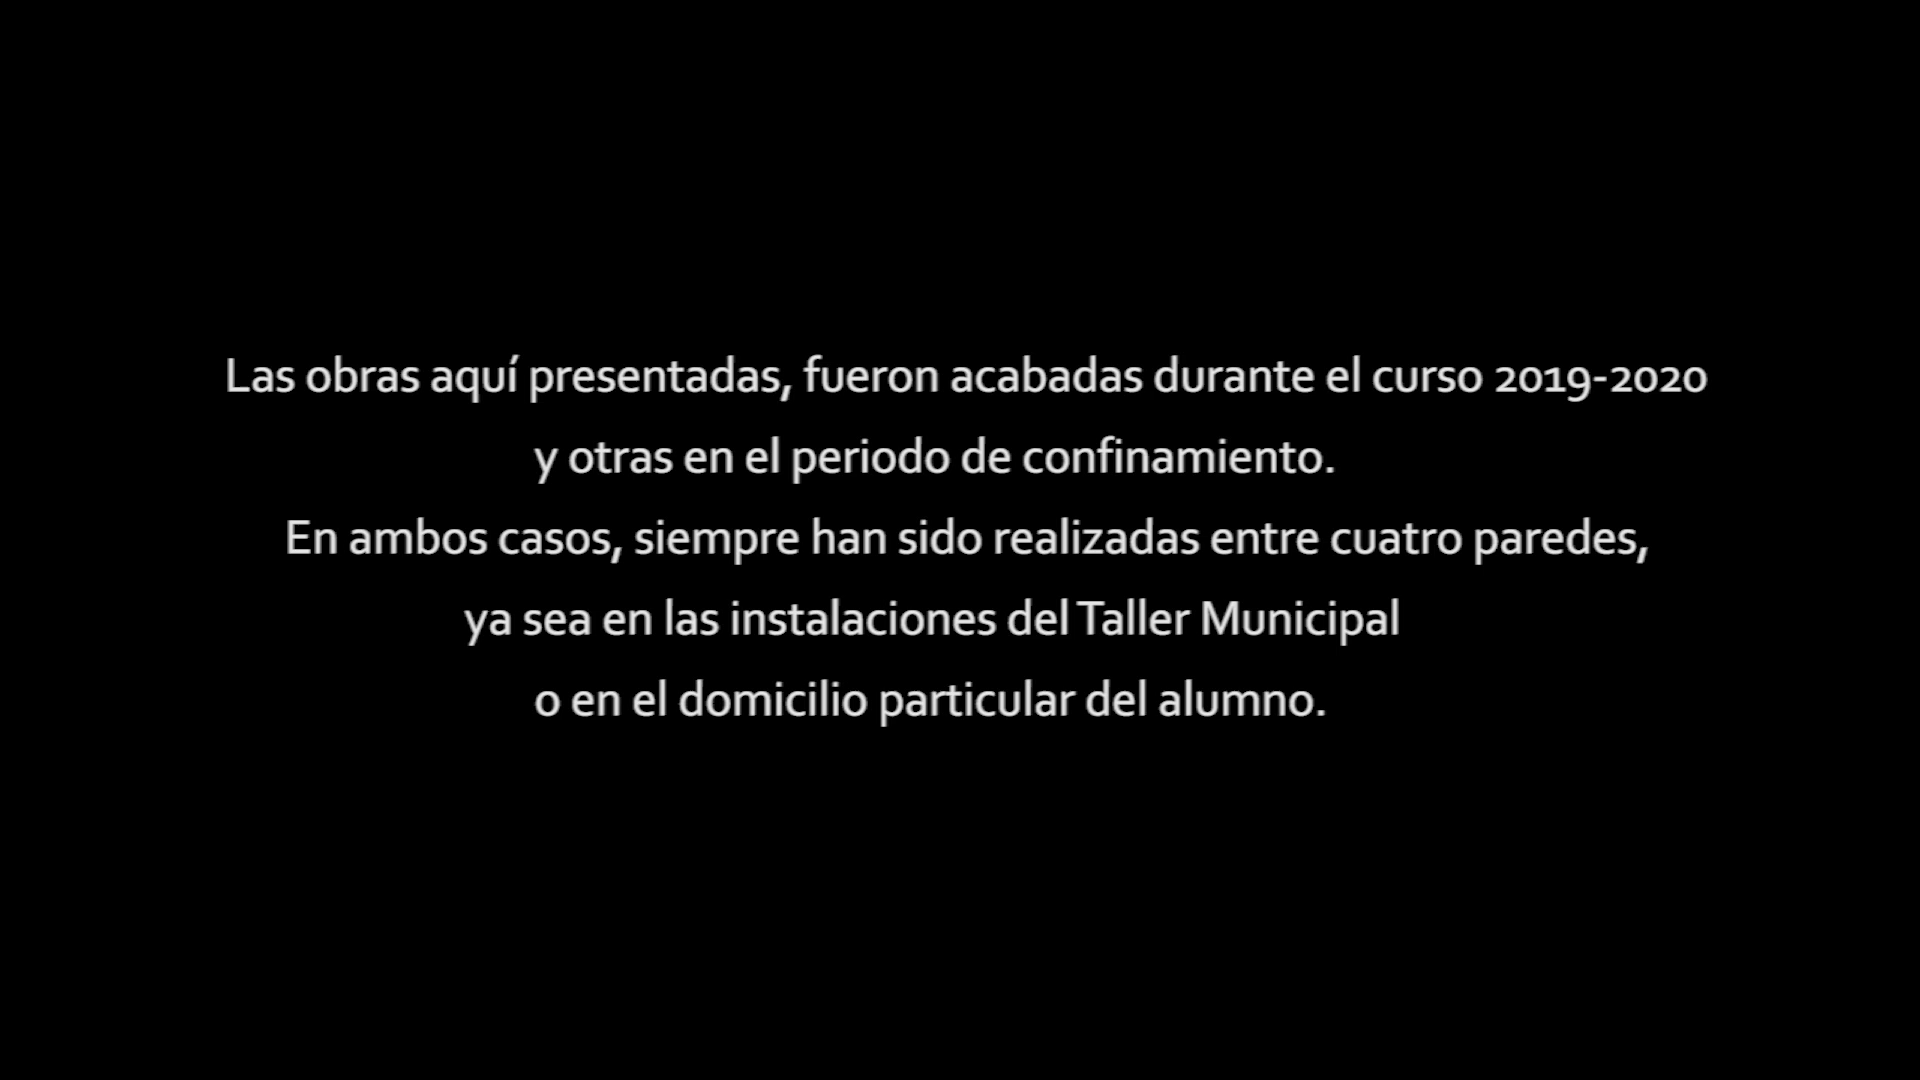 Las obras aquí presentadas, fueron acabadas durante el curso 2019-2020
y otras en el periodo de confinamiento.
En ambos casos, siempre han sido realizadas entre cuatro paredes,
ya sea en las instalaciones del Taller Municipal
o en el domicilio particular del alumno.